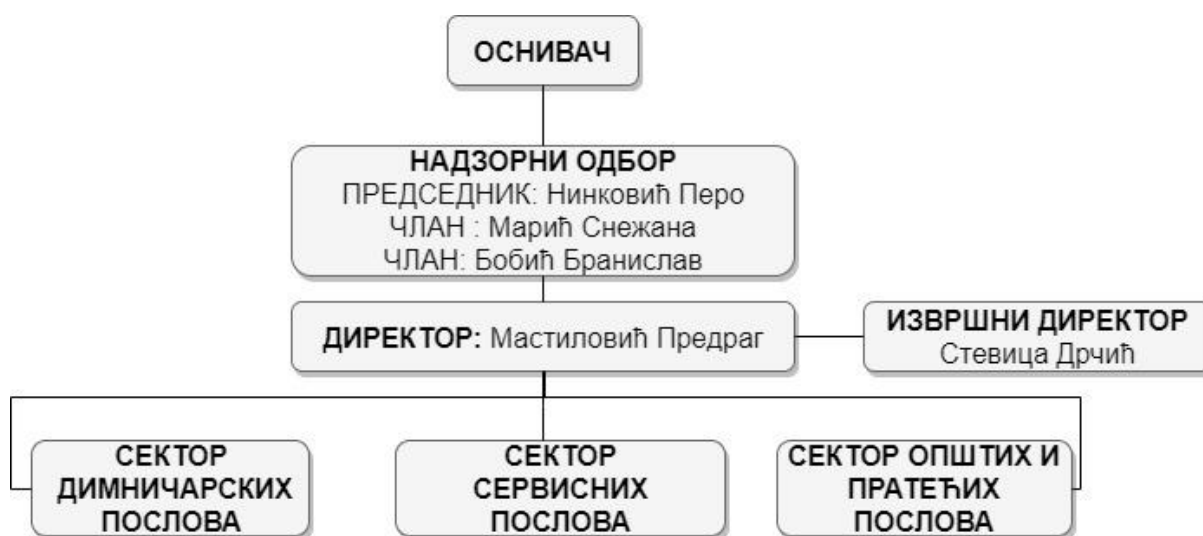 ОСНИВАЧ
НАДЗОРНИ ОДБОР
ПРЕДСЕДНИК: Нинковић Перо
ЧЛАН : Марић Снежана
ЧЛАН: Бобић Бранислав
ДИРЕКТОР: Мастиловић Предраг
ИЗВРШНИ ДИРЕКТОР
Стевица Дрчић
СЕКТОР
ДИМНИЧАРСКИХ
ПОСЛОВА
СЕКТОР
СЕРВИСНИХ
ПОСЛОВА
СЕКТОР ОПШТИХ И
ПРАТЕЋИХ
ПОСЛОВА